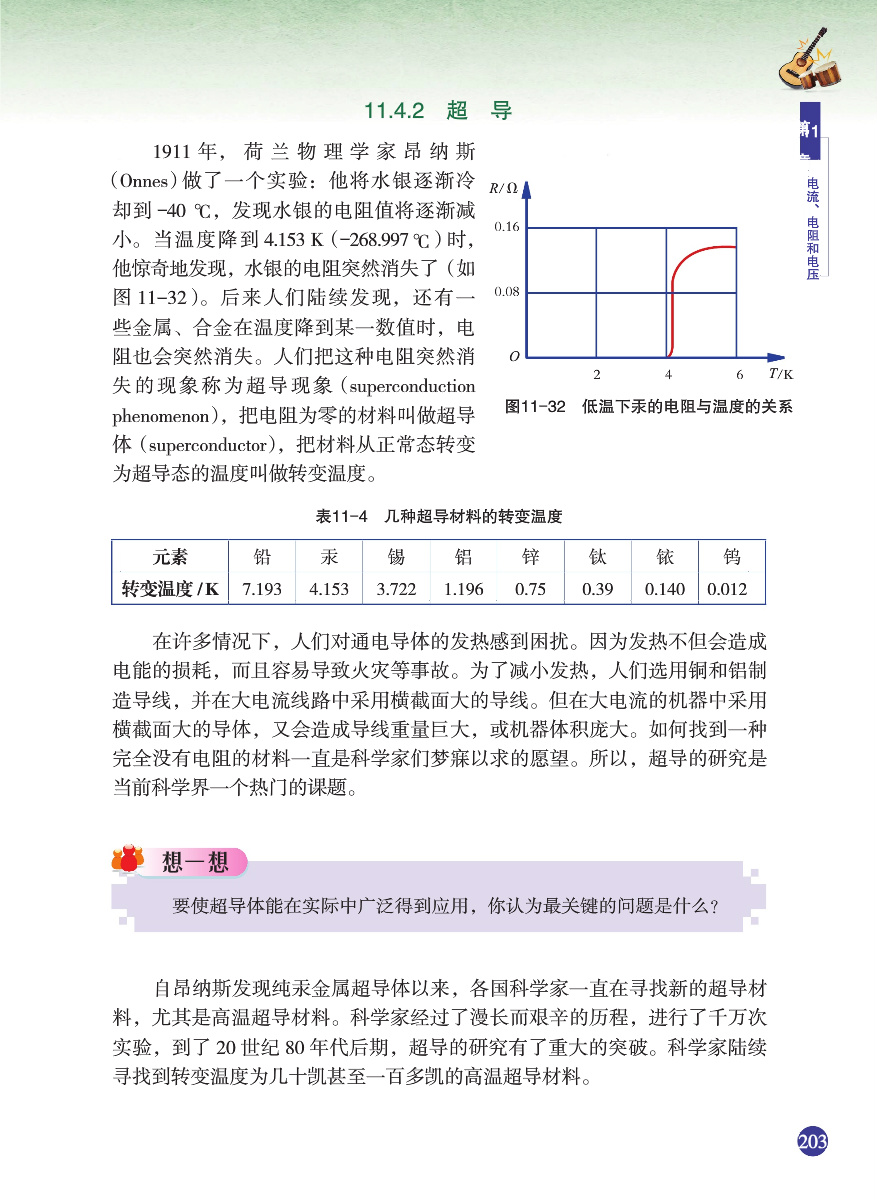 11.4.2 超 导
1911 年， 荷 兰 物 理 学 家 昂 纳 斯
（Onnes）做了一个实验：他将水银逐渐冷
却到 -40 ℃，发现水银的电阻值将逐渐减
小。当温度降到 4.153 K（-268.997 ℃）时，
他惊奇地发现，水银的电阻突然消失了（如
图 11-32）。后来人们陆续发现，还有一
些金属、合金在温度降到某一数值时，电
阻也会突然消失。人们把这种电阻突然消
失的现象称为超导现象（superconduction
phenomenon），把电阻为零的材料叫做超导
体（superconductor），把材料从正常态转变
为超导态的温度叫做转变温度。
R/Ω
0.16
0.08
O
2 4 6 T/K
图11-32 低温下汞的电阻与温度的关系
第1
电流、电阻和电压
表11-4 几种超导材料的转变温度
元素 铅 汞 锡 铝 锌 钛 铱 钨
转变温度 /K 7.193 4.153 3.722 1.196 0.75 0.39 0.140 0.012
在许多情况下，人们对通电导体的发热感到困扰。因为发热不但会造成
电能的损耗，而且容易导致火灾等事故。为了减小发热，人们选用铜和铝制
造导线，并在大电流线路中采用横截面大的导线。但在大电流的机器中采用
横截面大的导体，又会造成导线重量巨大，或机器体积庞大。如何找到一种
完全没有电阻的材料一直是科学家们梦寐以求的愿望。所以，超导的研究是
当前科学界一个热门的课题。
想一想
要使超导体能在实际中广泛得到应用，你认为最关键的问题是什么？
自昂纳斯发现纯汞金属超导体以来，各国科学家一直在寻找新的超导材
料，尤其是高温超导材料。科学家经过了漫长而艰辛的历程，进行了千万次
实验，到了 20 世纪 80 年代后期，超导的研究有了重大的突破。科学家陆续
寻找到转变温度为几十凯甚至一百多凯的高温超导材料。
203